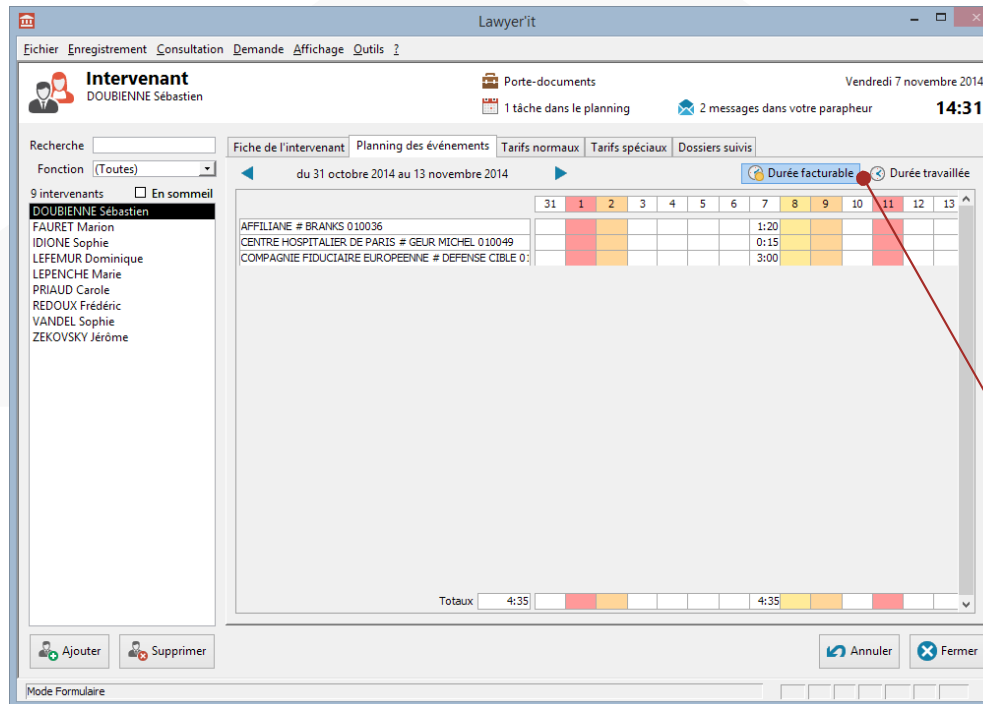 Lawyer'it
Fichier Enregistrement Consultation Demande Affichage Outils ?
Intervenant
DOUBIENNE Sébastien
Porte-documents
Vendredi 7 novembre 2014
1 tâche dans le planning
2 messages dans votre parapheur
14:31
Recherche
Fonction (Toutes)
9 intervenants En sommeil
DOUBIENNE Sébastien
FAURET Marion
IDIONE Sophie
LEFEMUR Dominique
LEPENCHE Marie
PRIAUD Carole
REDOUX Frédéric
VANDEL Sophie
ZEKOVSKY Jérôme
Fiche de l'intervenant Planning des événements Tarifs normaux Tarifs spéciaux Dossiers suivis
du 31 octobre 2014 au 13 novembre 2014 Durée facturable Durée travaillée
31 1 2 3 4 5 6 7 8 9 10 11 12 13
AFFILIANE # BRANKS 010036 1:20
CENTRE HOSPITALIER DE PARIS # GEUR MICHEL 010049 0:15
COMPAGNIE FIDUCIAIRE EUROPEENNE # DEFENSE CIBLE 3:00
Totaux 4:35 4:35
Ajouter Supprimer Annuler Fermer
Mode Formulaire